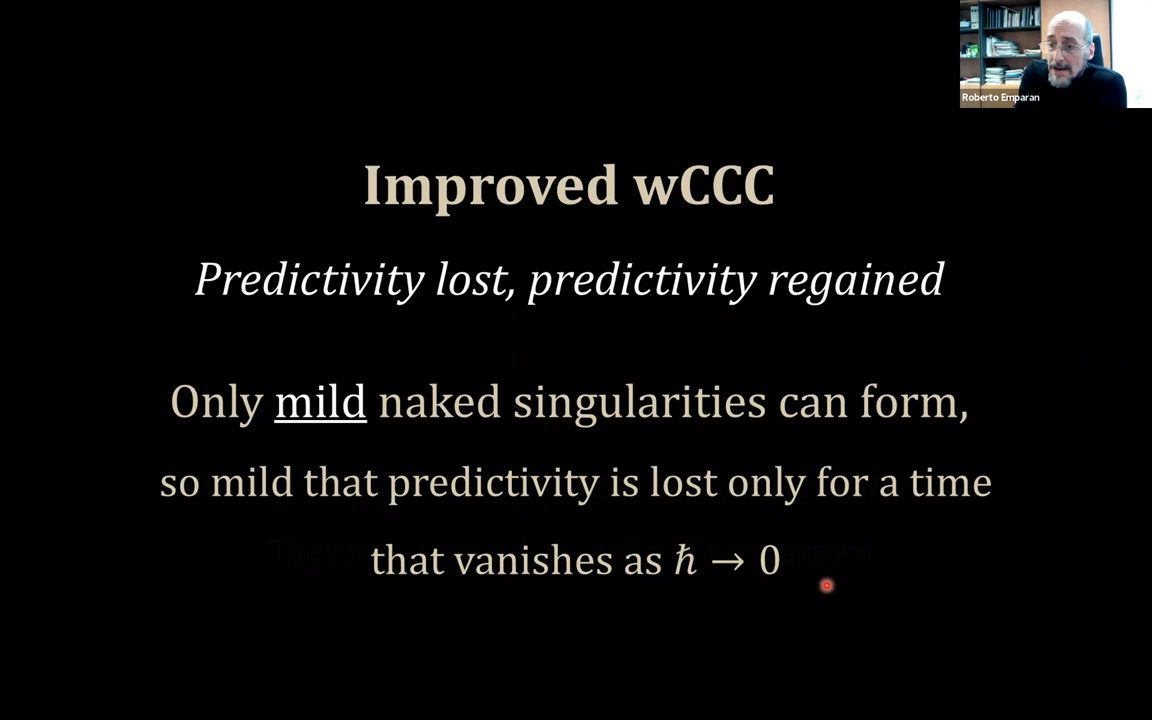 Roberto Emparan
Improved wCCC
Predictivity lost, predictivity regained
Only mild naked singularities can form,
so mild that predictivity is lost only for a time
that vanishes as ℏ → 0